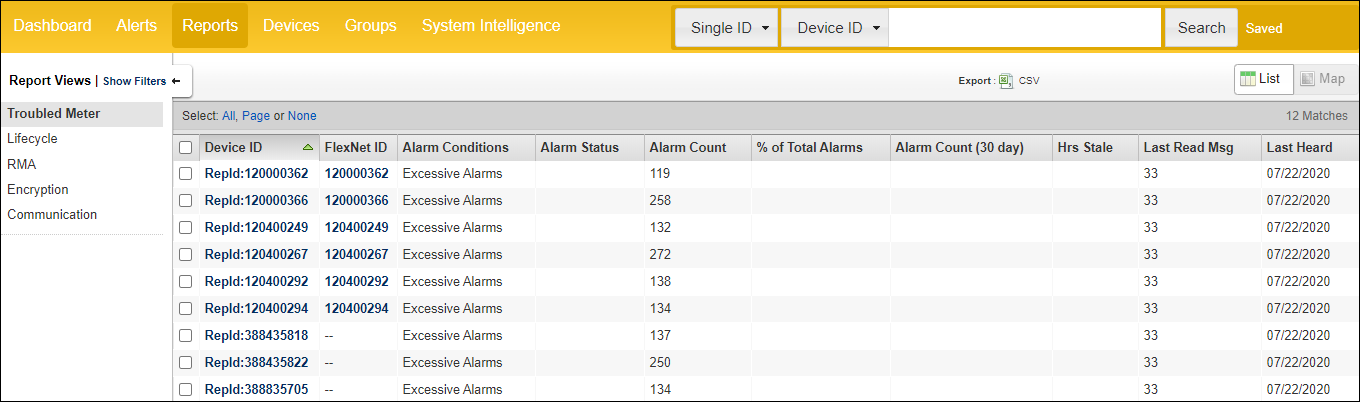 Dashboard Alerts Reports Devices Groups System Intelligence Single ID Device ID Search Saved
Report Views | Show Filters
Export : CSV List Map
Troubled Meter
Lifecycle
RMA
Encryption
Communication
Select: All, Page or None 12 Matches
Device ID FlexNet ID Alarm Conditions Alarm Status Alarm Count % of Total Alarms Alarm Count (30 day) Hrs Stale Last Read Msg Last Heard
RepId:120000362 120000362 Excessive Alarms 119 33 07/22/2020
RepId:120000366 120000366 Excessive Alarms 258 33 07/22/2020
RepId:120400249 120400249 Excessive Alarms 132 33 07/22/2020
RepId:120400267 120400267 Excessive Alarms 272 33 07/22/2020
RepId:120400292 120400292 Excessive Alarms 138 33 07/22/2020
RepId:120400294 120400294 Excessive Alarms 134 33 07/22/2020
RepId:388435818 -- Excessive Alarms 137 33 07/22/2020
RepId:388435822 -- Excessive Alarms 250 33 07/22/2020
RepId:388835705 -- Excessive Alarms 134 33 07/22/2020